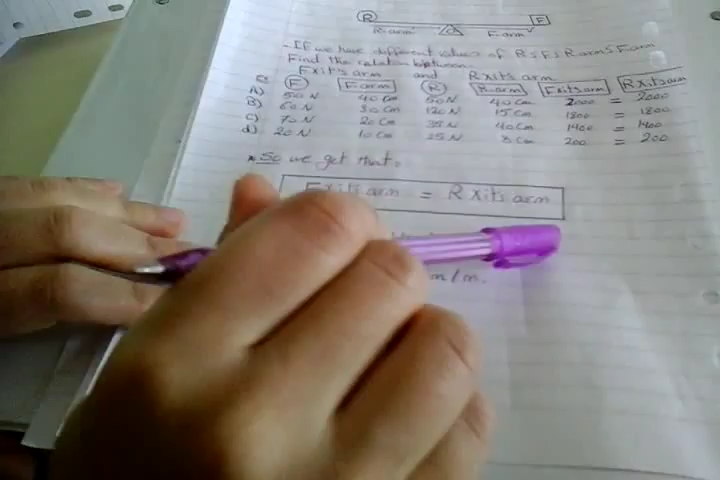 R F
R.arm F.arm
- If we have different values of R & F & R.arm & F.arm
Find the relation between
F x its arm and R x its arm
Ex F F.arm R R.arm F x its arm R x its arm
A) 50 N 40 Cm 50 N 40 Cm 2000 = 2000
B) 60 N 30 Cm 120 N 15 Cm 1800 = 1800
C) 70 N 20 Cm 35 N 40 Cm 1400 = 1400
d) 20 N 10 Cm 25 N 8 Cm 200 = 200
* So we get that:
F x its arm = R x its arm
m/m.